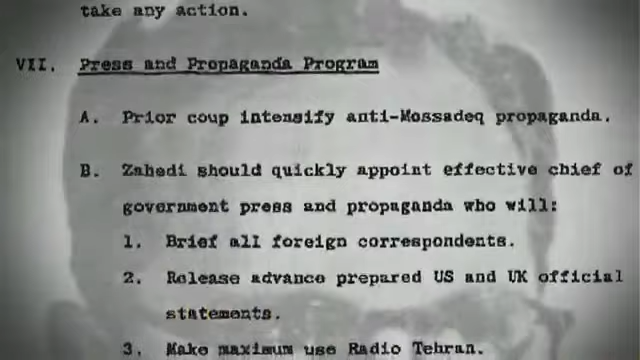 take any action.
VII. Press and Propaganda Program
A. Prior coup intensify anti-Mossadeq propaganda.
B. Zahedi should quickly appoint effective chief of
government press and propaganda who will:
1. Brief all foreign correspondents.
2. Release advance prepared US and UK official
statements.
3. Make maximum use Radio Tehran.